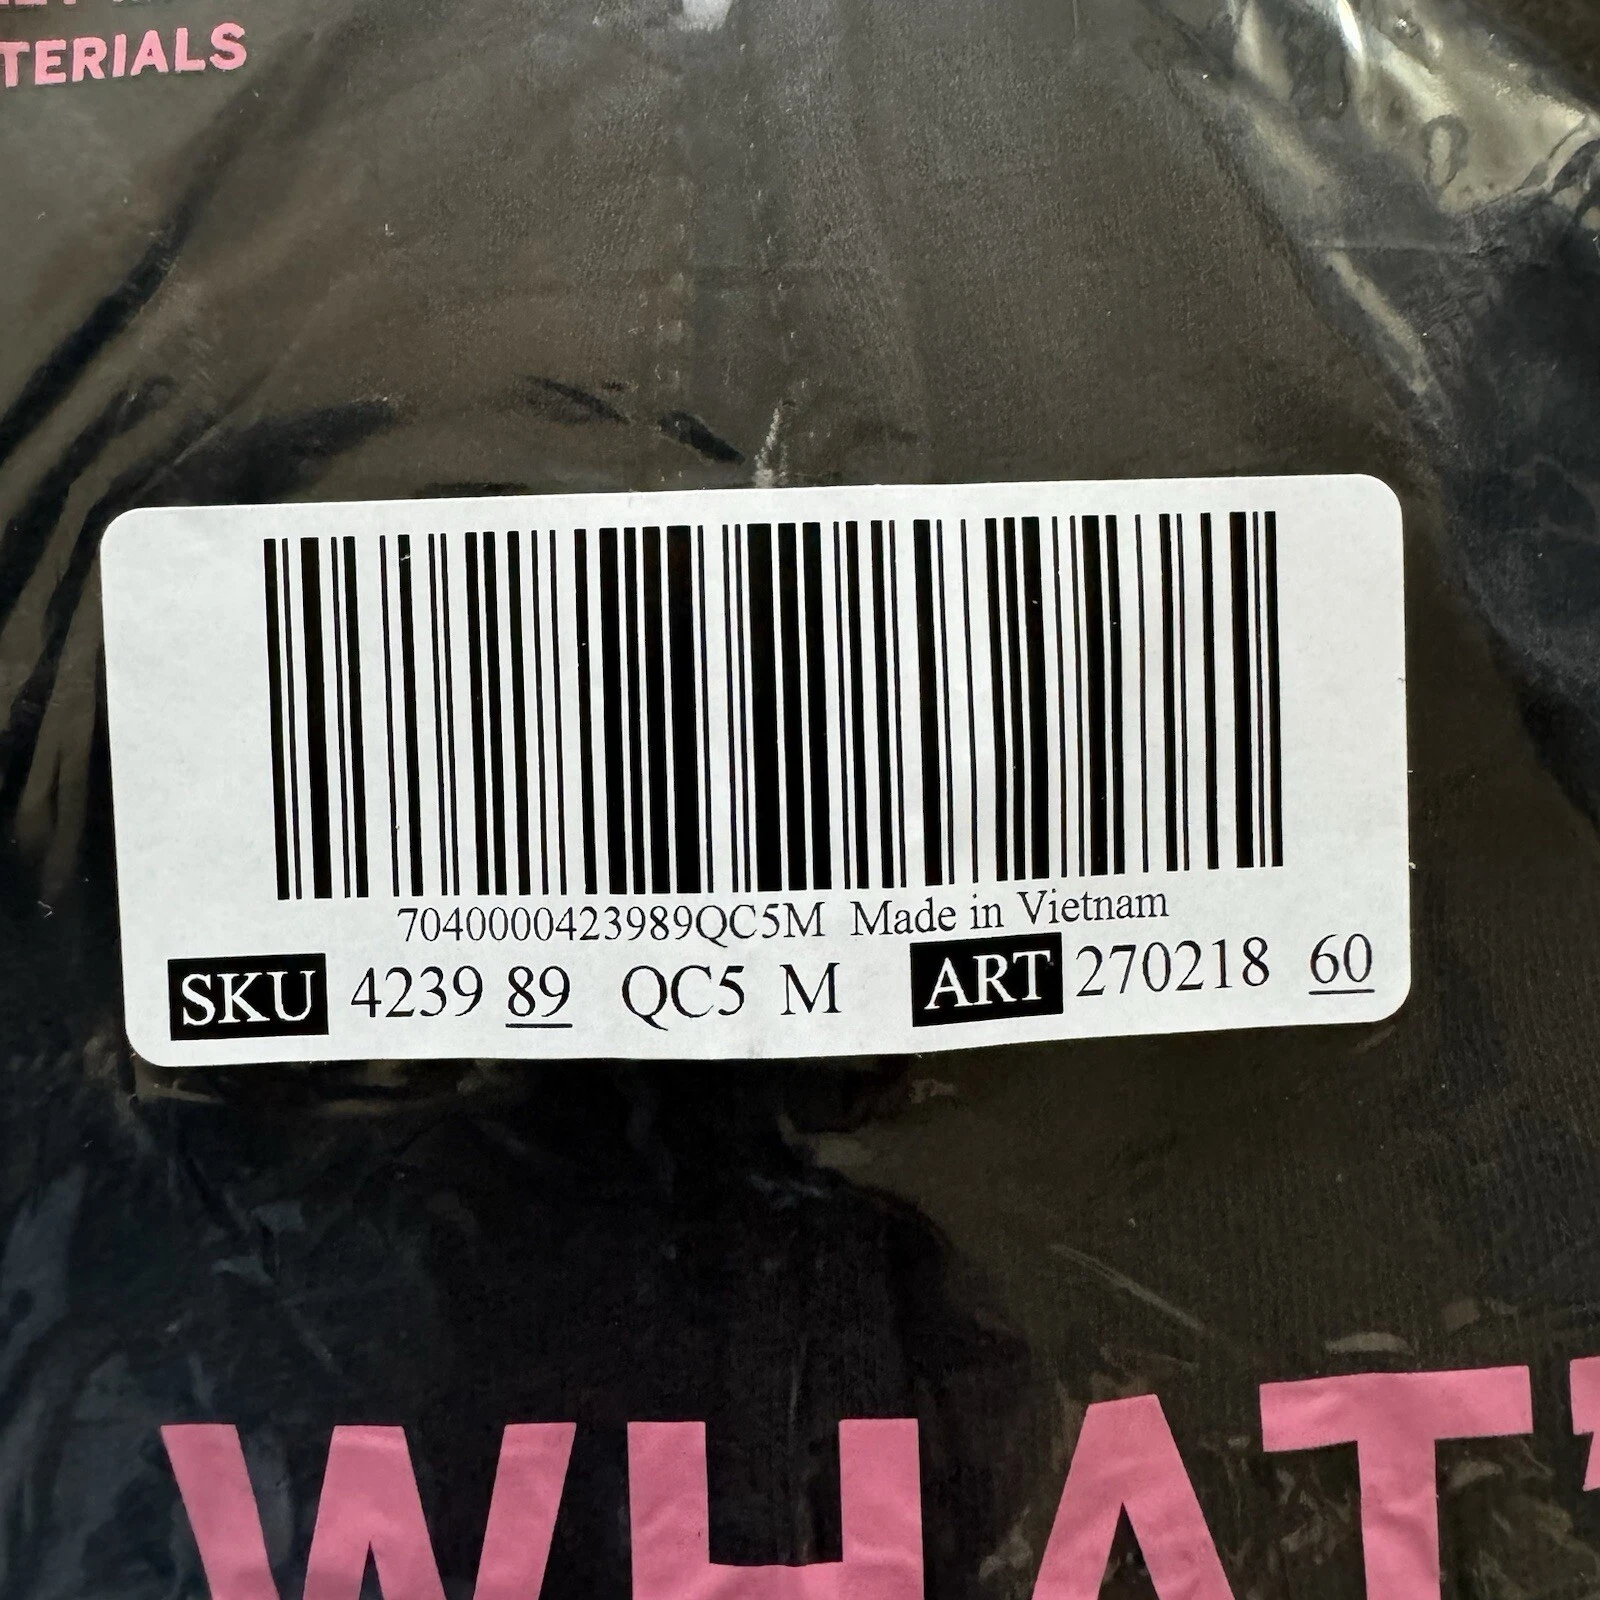 TERIALS
7040000423989QC5M Made in Vietnam
SKU 4239 89 QC5 M ART 270218 60
WHAT'